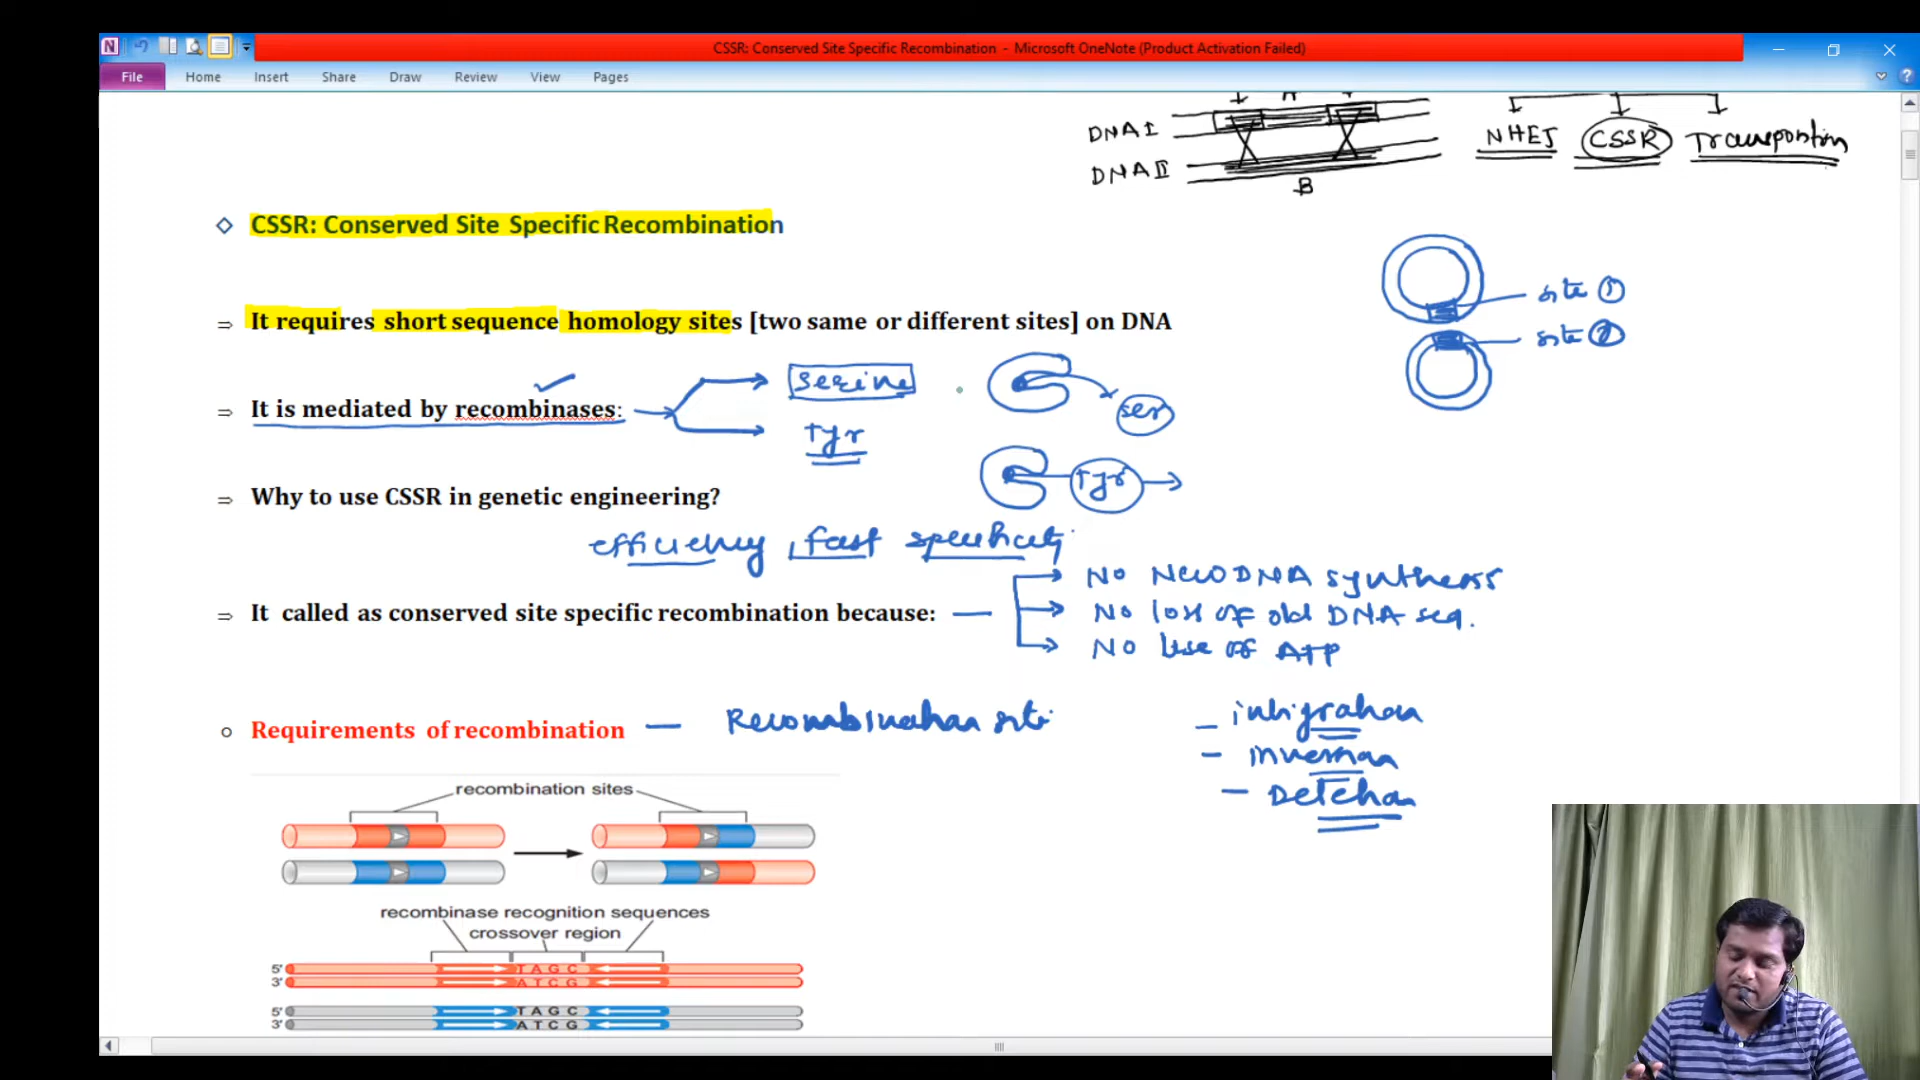 CSSR: Conserved Site Specific Recombination - Microsoft OneNote (Product Activation Failed)
File Home Insert Share Draw Review View Pages
DNA I
DNA II
B
NHEJ CSSR Transposition
CSSR: Conserved Site Specific Recombination
It requires short sequence homology sites [two same or different sites] on DNA
site 1
site 2
It is mediated by recombinases:
serine
Tyr
ser
Tyr
Why to use CSSR in genetic engineering?
efficiency, fast specificity
It called as conserved site specific recombination because:
No New DNA synthesis
No loss of old DNA seq.
No Use of ATP
Requirements of recombination — Recombination site
- integration
- inversion
- Deletion
recombination sites
recombinase recognition sequences
crossover region
5' TAGC
3' ATCG
5' TAGC
3' ATCG